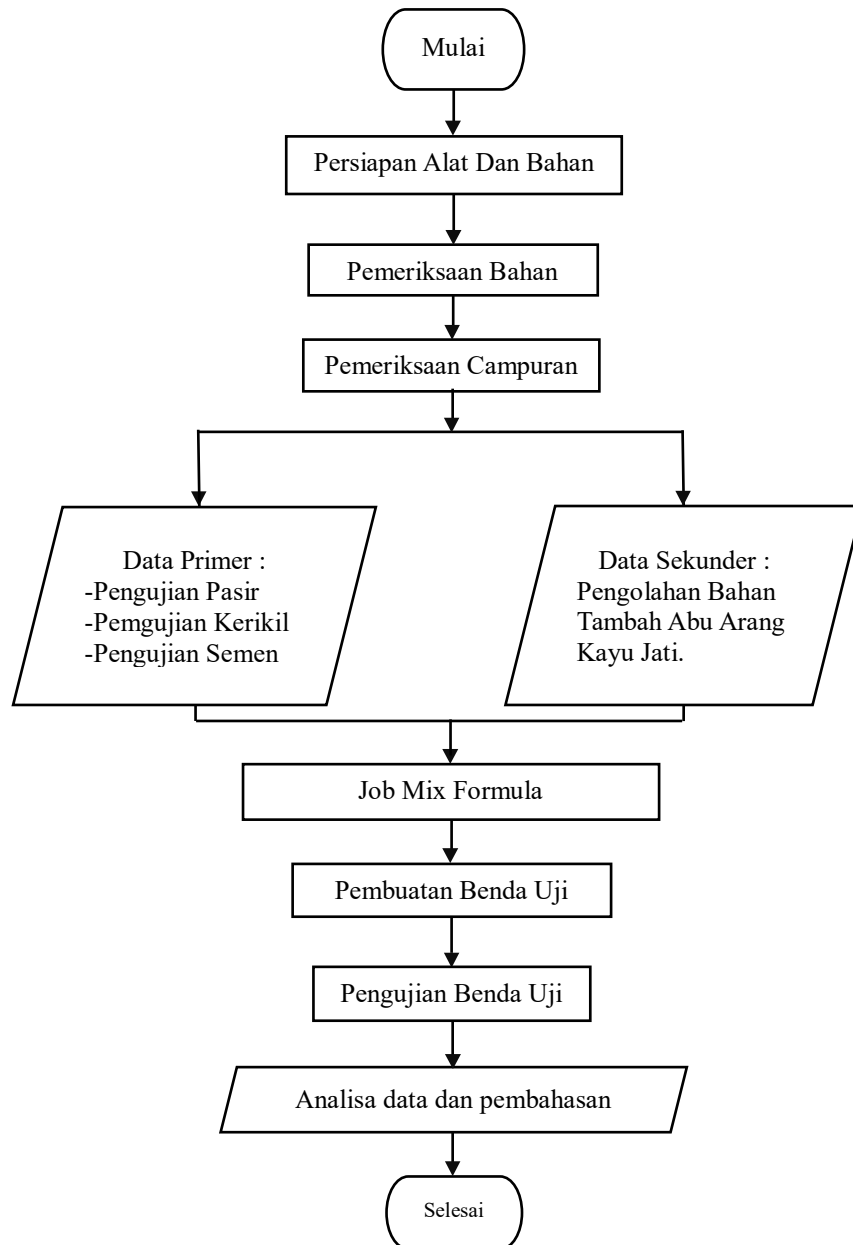 Mulai
Persiapan Alat Dan Bahan
Pemeriksaan Bahan
Pemeriksaan Campuran
Data Primer :
-Pengujian Pasir
-Pemgujian Kerikil
-Pengujian Semen
Data Sekunder :
Pengolahan Bahan
Tambah Abu Arang
Kayu Jati.
Job Mix Formula
Pembuatan Benda Uji
Pengujian Benda Uji
Analisa data dan pembahasan
Selesai